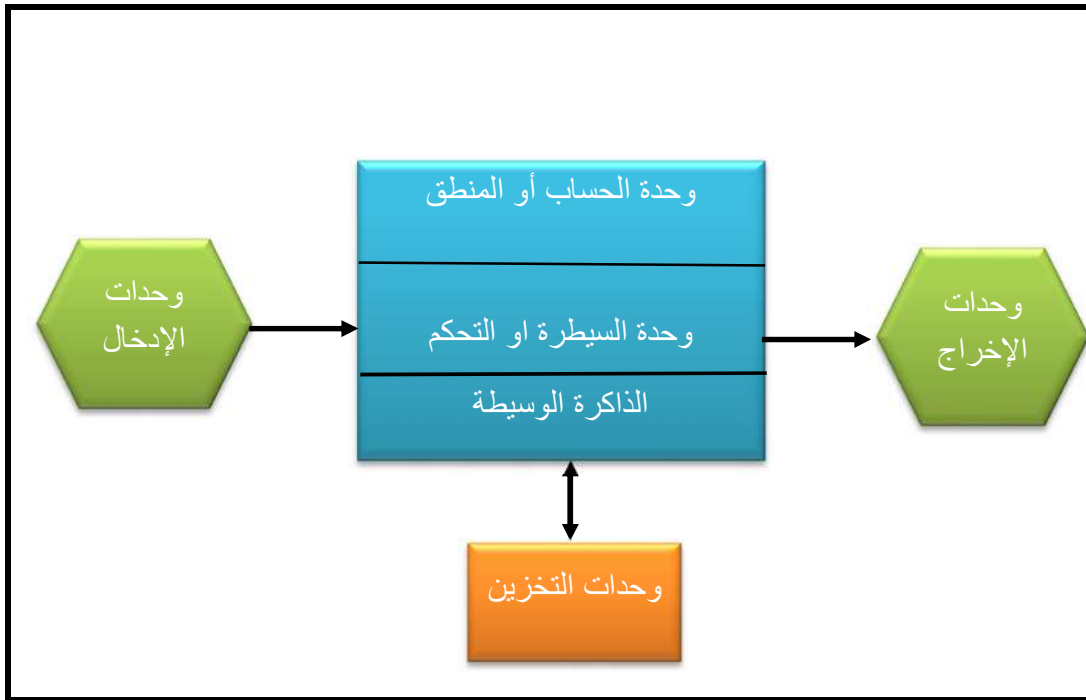 وحدة الحساب أو المنطق
وحدات
الإدخال
وحدة السيطرة او التحكم
وحدات
الإخراج
الذاكرة الوسيطة
وحدات التخزين